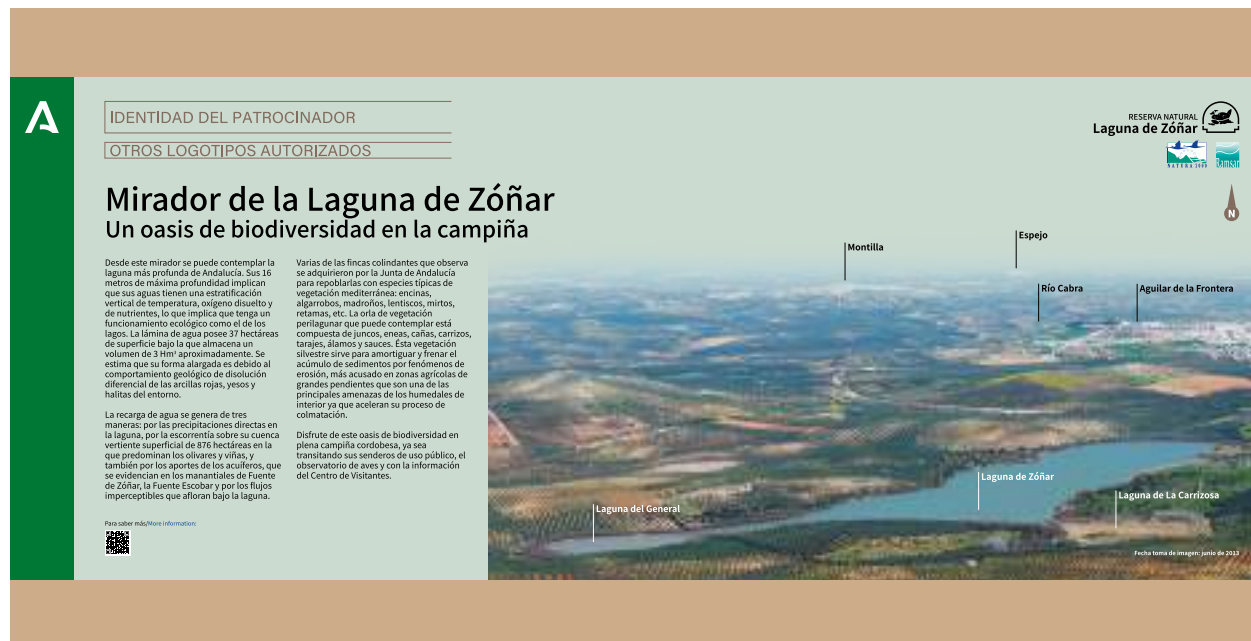 IDENTIDAD DEL PATROCINADOR
OTROS LOGOTIPOS AUTORIZADOS
RESERVA NATURAL
Laguna de Zóñar
NATURA 2000
Ramsar
N
Mirador de la Laguna de Zóñar
Un oasis de biodiversidad en la campiña
Desde este mirador se puede contemplar la
laguna más profunda de Andalucía. Sus 16
metros de máxima profundidad implican
que sus aguas tienen una estratificación
vertical de temperatura, oxígeno disuelto y
de nutrientes, lo que implica que tenga un
funcionamiento ecológico como el de los
lagos. La lámina de agua posee 37 hectáreas
de superficie bajo la que almacena un
volumen de 3 Hm³ aproximadamente. Se
estima que su forma alargada es debido al
comportamiento geológico de disolución
diferencial de las arcillas rojas, yesos y
halitas del entorno.
La recarga de agua se genera de tres
maneras: por las precipitaciones directas en
la laguna, por la escorrentía sobre su cuenca
vertiente superficial de 876 hectáreas en la
que predominan los olivares y viñas, y
también por los aportes de los acuíferos, que
se evidencian en los manantiales de Fuente
de Zóñar, la Fuente Escobar y por los flujos
imperceptibles que afloran bajo la laguna.
Varias de las fincas colindantes que observa
se adquirieron por la Junta de Andalucía
para repoblarlas con especies típicas de
vegetación mediterránea: encinas,
algarrobos, madroños, lentiscos, mirtos,
retamas, etc. La orla de vegetación
perilagunar que puede contemplar está
compuesta de juncos, eneas, cañas, carrizos,
tarajes, álamos y sauces. Ésta vegetación
silvestre sirve para amortiguar y frenar el
acúmulo de sedimentos por fenómenos de
erosión, más acusado en zonas agrícolas de
grandes pendientes que son una de las
principales amenazas de los humedales de
interior ya que aceleran su proceso de
colmatación.
Disfrute de este oasis de biodiversidad en
plena campiña cordobesa, ya sea
transitando sus senderos de uso público, el
observatorio de aves y con la información
del Centro de Visitantes.
Para saber más/More information:
Montilla
Espejo
Río Cabra
Aguilar de la Frontera
Laguna de Zóñar
Laguna de La Carrizosa
Laguna del General
Fecha toma de imagen: junio de 2013